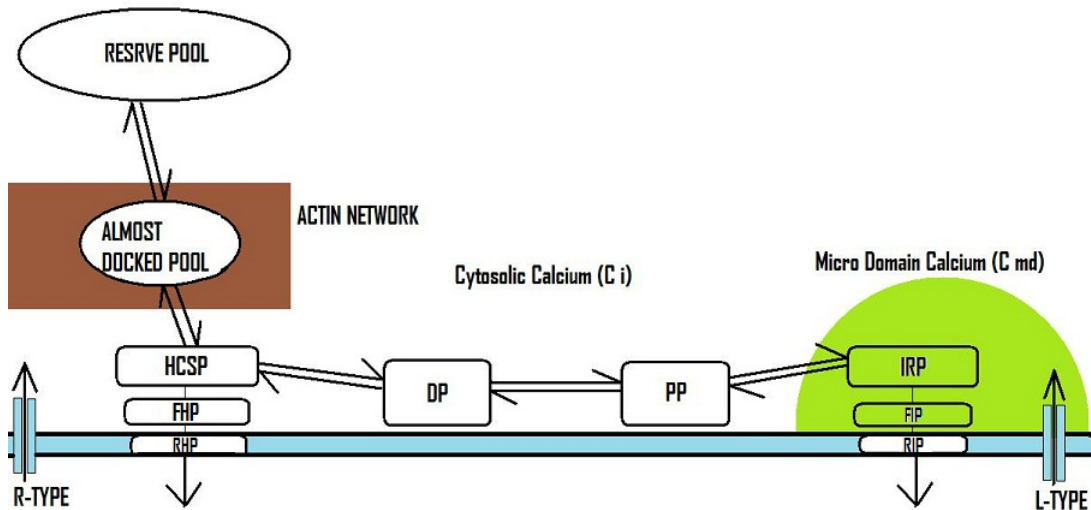 RESRVE POOL
ALMOST
DOCKED POOL
ACTIN NETWORK
Cytosolic Calcium (C i)
Micro Domain Calcium (C md)
HCSP
DP
PP
IRP
FHP
FIP
RHP
RIP
R-TYPE
L-TYPE